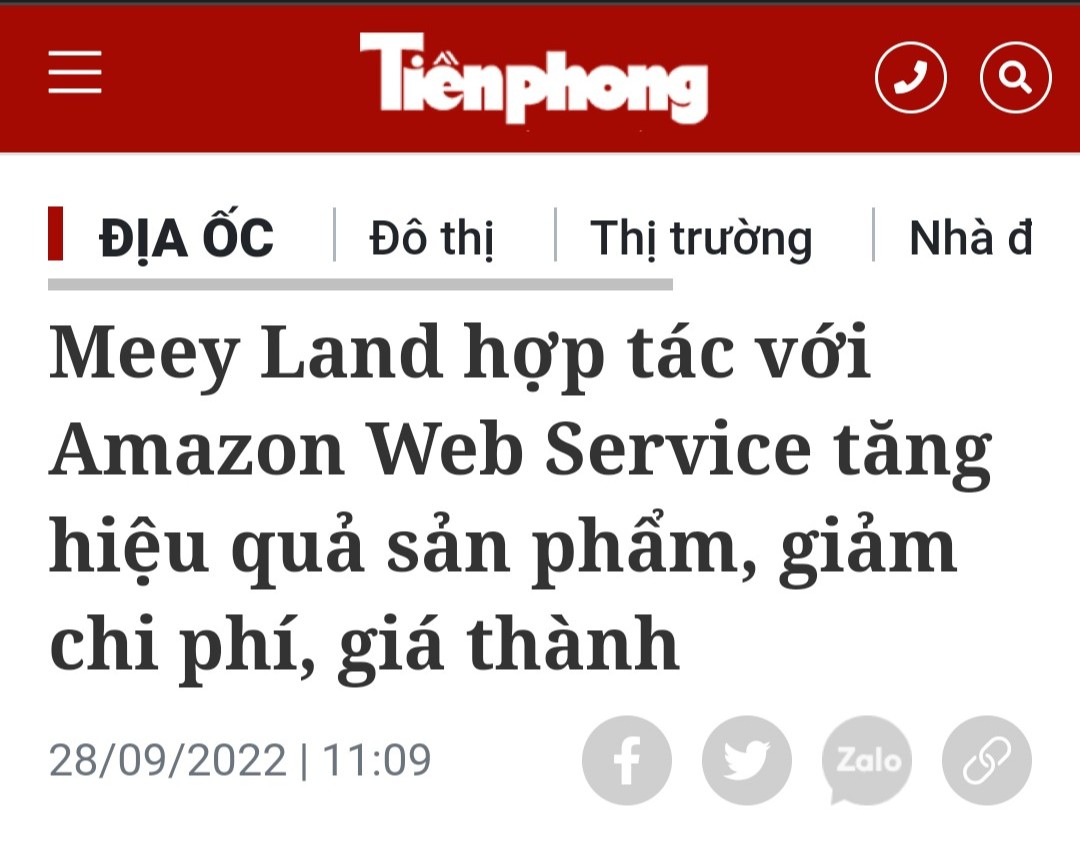 Tiênphong
ĐỊA ỐC
Đô thị
Thị trường
Nhà đ
Meey Land hợp tác với
Amazon Web Service tăng
hiệu quả sản phẩm, giảm
chi phí, giá thành
28/09/2022 | 11:09
Zalo